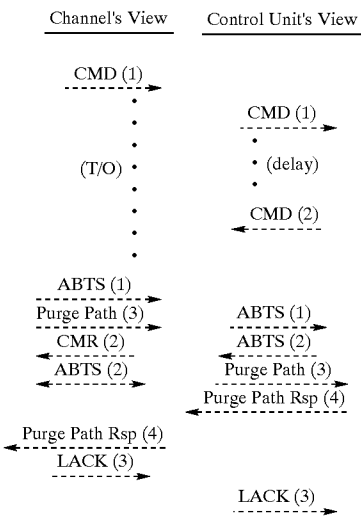 Channel's View
Control Unit's View
CMD (1)
CMD (1)
(T/O)
(delay)
CMD (2)
ABTS (1)
Purge Path (3)
ABTS (1)
CMR (2)
ABTS (2)
ABTS (2)
Purge Path (3)
Purge Path Rsp (4)
Purge Path Rsp (4)
LACK (3)
LACK (3)